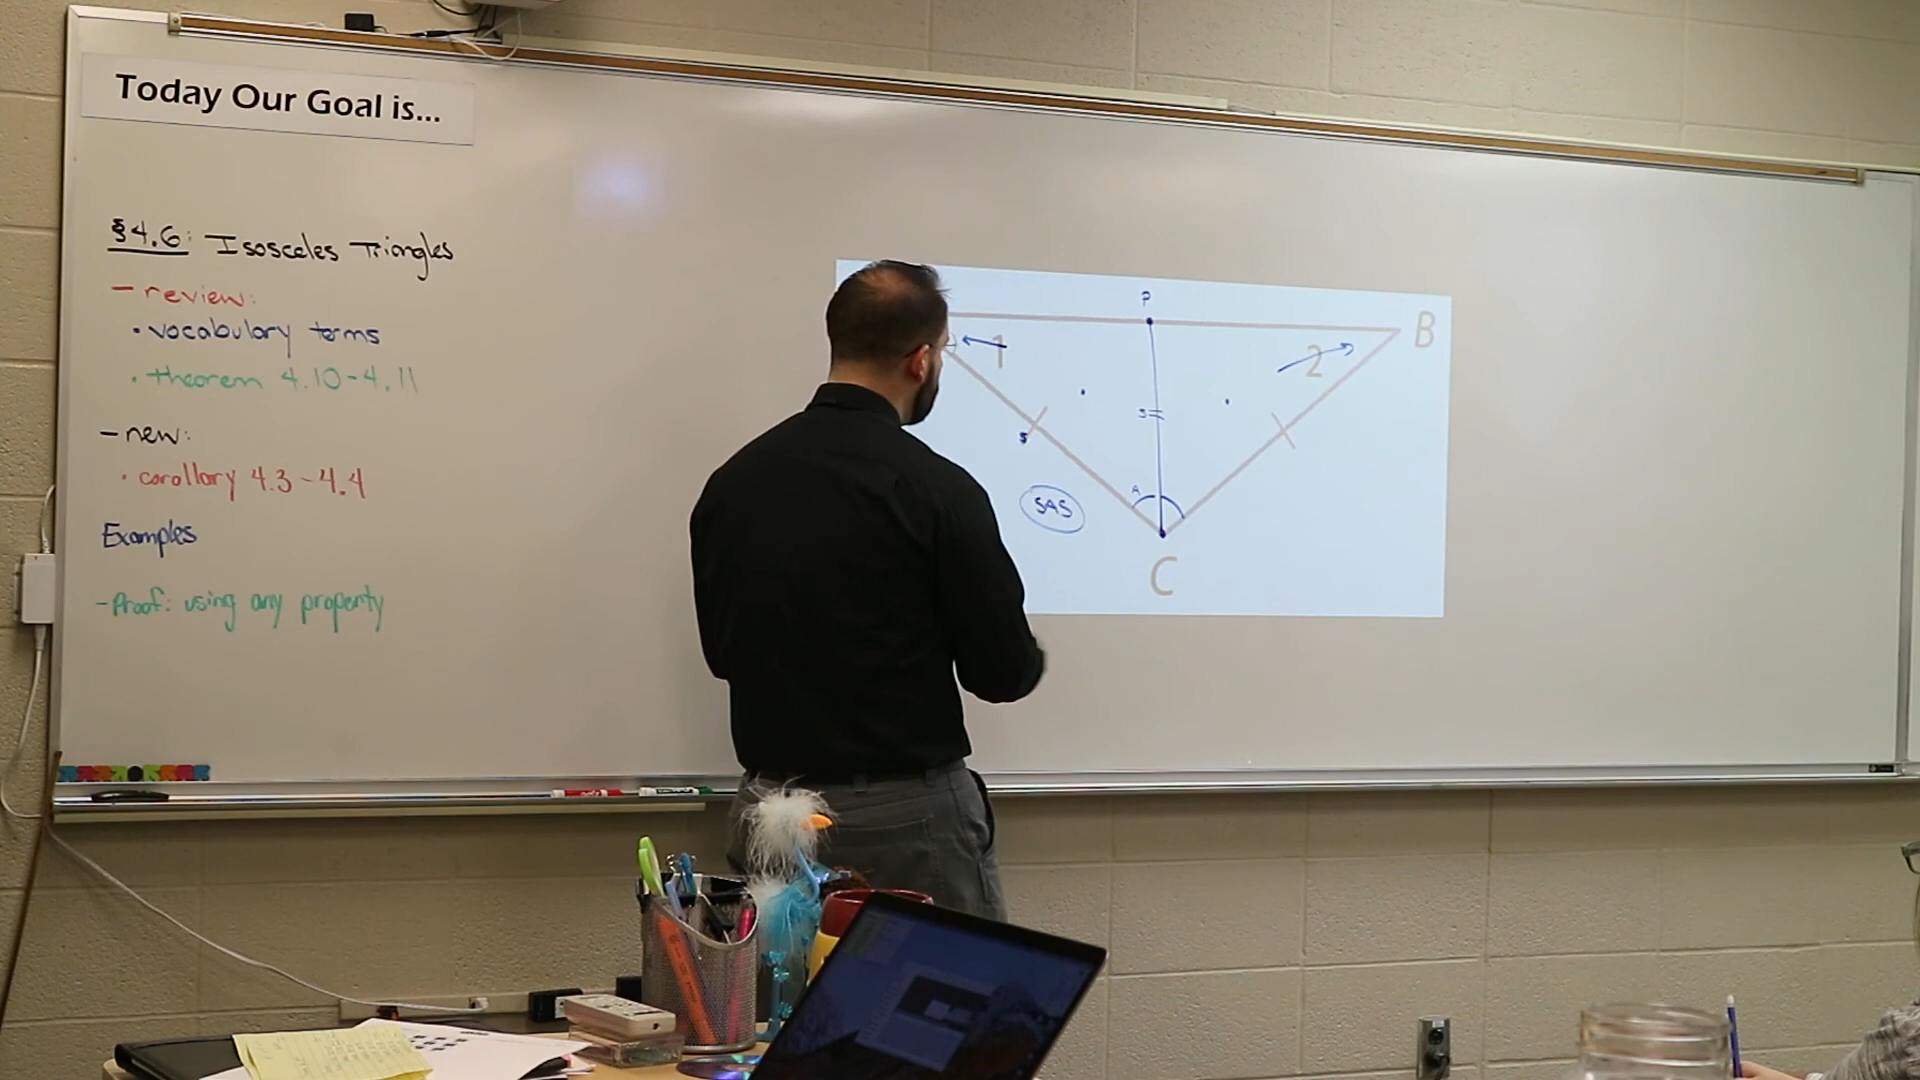 Today Our Goal is...
§4.6: Isosceles Triangles
- review:
• vocabulary terms
• theorem 4.10-4.11
- new:
• corollary 4.3-4.4
Examples
- Proof: using any property
P
B
1
2
S
S
A
SAS
C